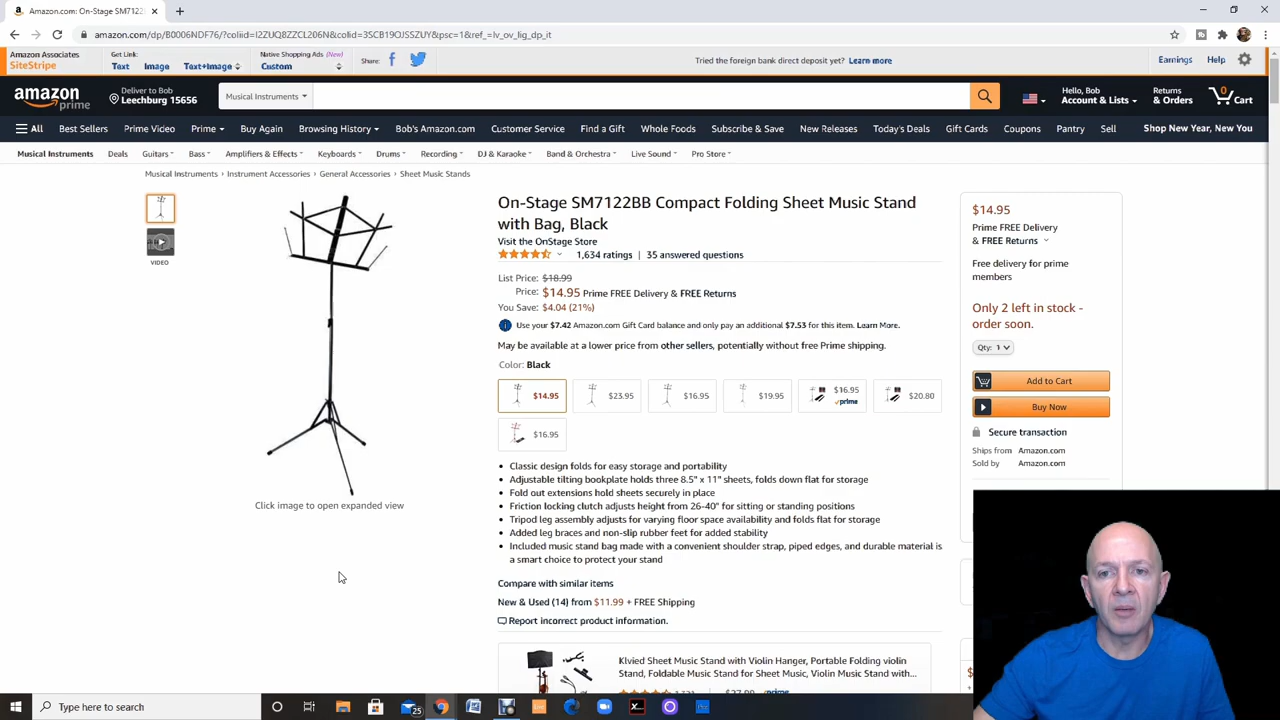 Amazon.com: On-Stage SM7122
amazon.com/dp/B0006NDF76/?coliid=I2ZUQ8ZZCL206N&colid=3SCB19OJSSZUY&psc=1&ref_=lv_ov_lig_dp_it
Amazon Associates
SiteStripe
Get Link:
Text
Image
Text+Image
Native Shopping Ads (New)
Custom
Share:
Tried the foreign bank direct deposit yet? Learn more
Earnings
Help
amazon prime
Deliver to Bob
Leechburg 15656
Musical Instruments
Hello, Bob
Account & Lists
Returns
& Orders
0
Cart
All
Best Sellers
Prime Video
Prime
Buy Again
Browsing History
Bob's Amazon.com
Customer Service
Find a Gift
Whole Foods
Subscribe & Save
New Releases
Today's Deals
Gift Cards
Coupons
Pantry
Sell
Shop New Year, New You
Musical Instruments
Deals
Guitars
Bass
Amplifiers & Effects
Keyboards
Drums
Recording
DJ & Karaoke
Band & Orchestra
Live Sound
Pro Store
Musical Instruments › Instrument Accessories › General Accessories › Sheet Music Stands
VIDEO
Click image to open expanded view
On-Stage SM7122BB Compact Folding Sheet Music Stand
with Bag, Black
Visit the OnStage Store
1,634 ratings | 35 answered questions
List Price: $18.99
Price: $14.95 Prime FREE Delivery & FREE Returns
You Save: $4.04 (21%)
Use your $7.42 Amazon.com Gift Card balance and only pay an additional $7.53 for this item. Learn More.
May be available at a lower price from other sellers, potentially without free Prime shipping.
Color: Black
$14.95
$23.95
$16.95
$19.95
$16.95
prime
$20.80
$16.95
• Classic design folds for easy storage and portability
• Adjustable tilting bookplate holds three 8.5" x 11" sheets, folds down flat for storage
• Fold out extensions hold sheets securely in place
• Friction locking clutch adjusts height from 26-40" for sitting or standing positions
• Tripod leg assembly adjusts for varying floor space availability and folds flat for storage
• Added leg braces and non-slip rubber feet for added stability
• Included music stand bag made with a convenient shoulder strap, piped edges, and durable material is
a smart choice to protect your stand
Compare with similar items
New & Used (14) from $11.99 + FREE Shipping
Report incorrect product information.
Klvied Sheet Music Stand with Violin Hanger, Portable Folding violin
Stand, Foldable Music Stand for Sheet Music, Violin Music Stand with...
prime
$14.95
Prime FREE Delivery
& FREE Returns
Free delivery for prime
members
Only 2 left in stock -
order soon.
Qty: 1
Add to Cart
Buy Now
Secure transaction
Ships from Amazon.com
Sold by Amazon.com
Type here to search
25